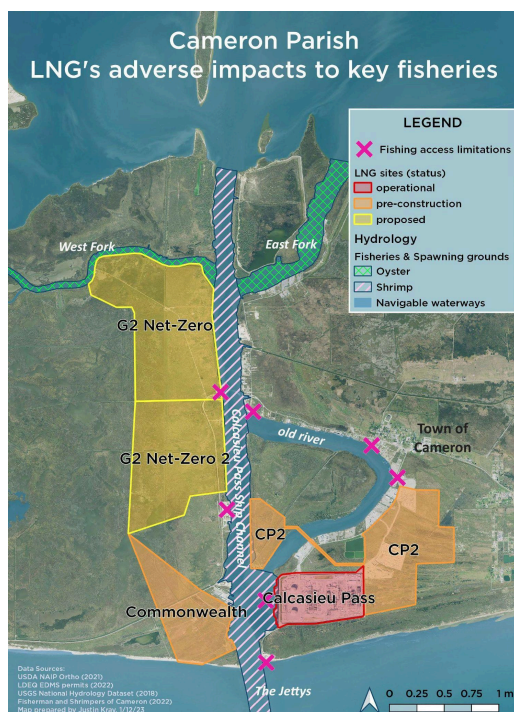 Cameron Parish
LNG's adverse impacts to key fisheries
LEGEND
Fishing access limitations
LNG sites (status)
operational
pre-construction
proposed
Hydrology
Fisheries & Spawning grounds
Oyster
Shrimp
Navigable waterways
West Fork
East Fork
G2 Net-Zero
old river
Town of
Cameron
G2 Net-Zero 2
Calcasieu Pass Ship Channel
CP2
CP2
Calcasieu Pass
Commonwealth
The Jettys
Data Sources:
USDA NAIP Ortho (2021)
LDEQ EDMS permits (2022)
USGS National Hydrology Dataset (2018)
Fisherman and Shrimpers of Cameron (2022)
Map prepared by Justin Kray, 1/12/23
0 0.25 0.5 0.75 1 m